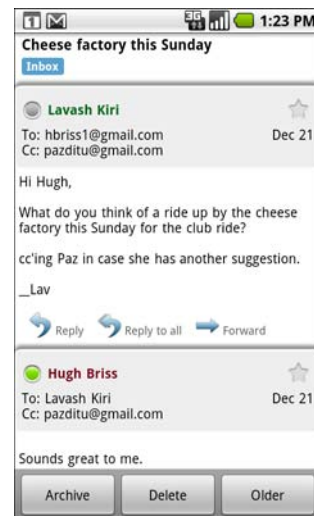 1 3G 1:23 PM
Cheese factory this Sunday
Inbox
Lavash Kiri
To: hbriss1@gmail.com Dec 21
Cc: pazditu@gmail.com
Hi Hugh,
What do you think of a ride up by the cheese
factory this Sunday for the club ride?
cc'ing Paz in case she has another suggestion.
__Lav
Reply Reply to all Forward
Hugh Briss
To: Lavash Kiri Dec 21
Cc: pazditu@gmail.com
Sounds great to me.
Archive Delete Older